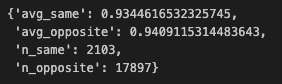 {'avg_same': 0.9344616532325745,
'avg_opposite': 0.9409115314483643,
'n_same': 2103,
'n_opposite': 17897}